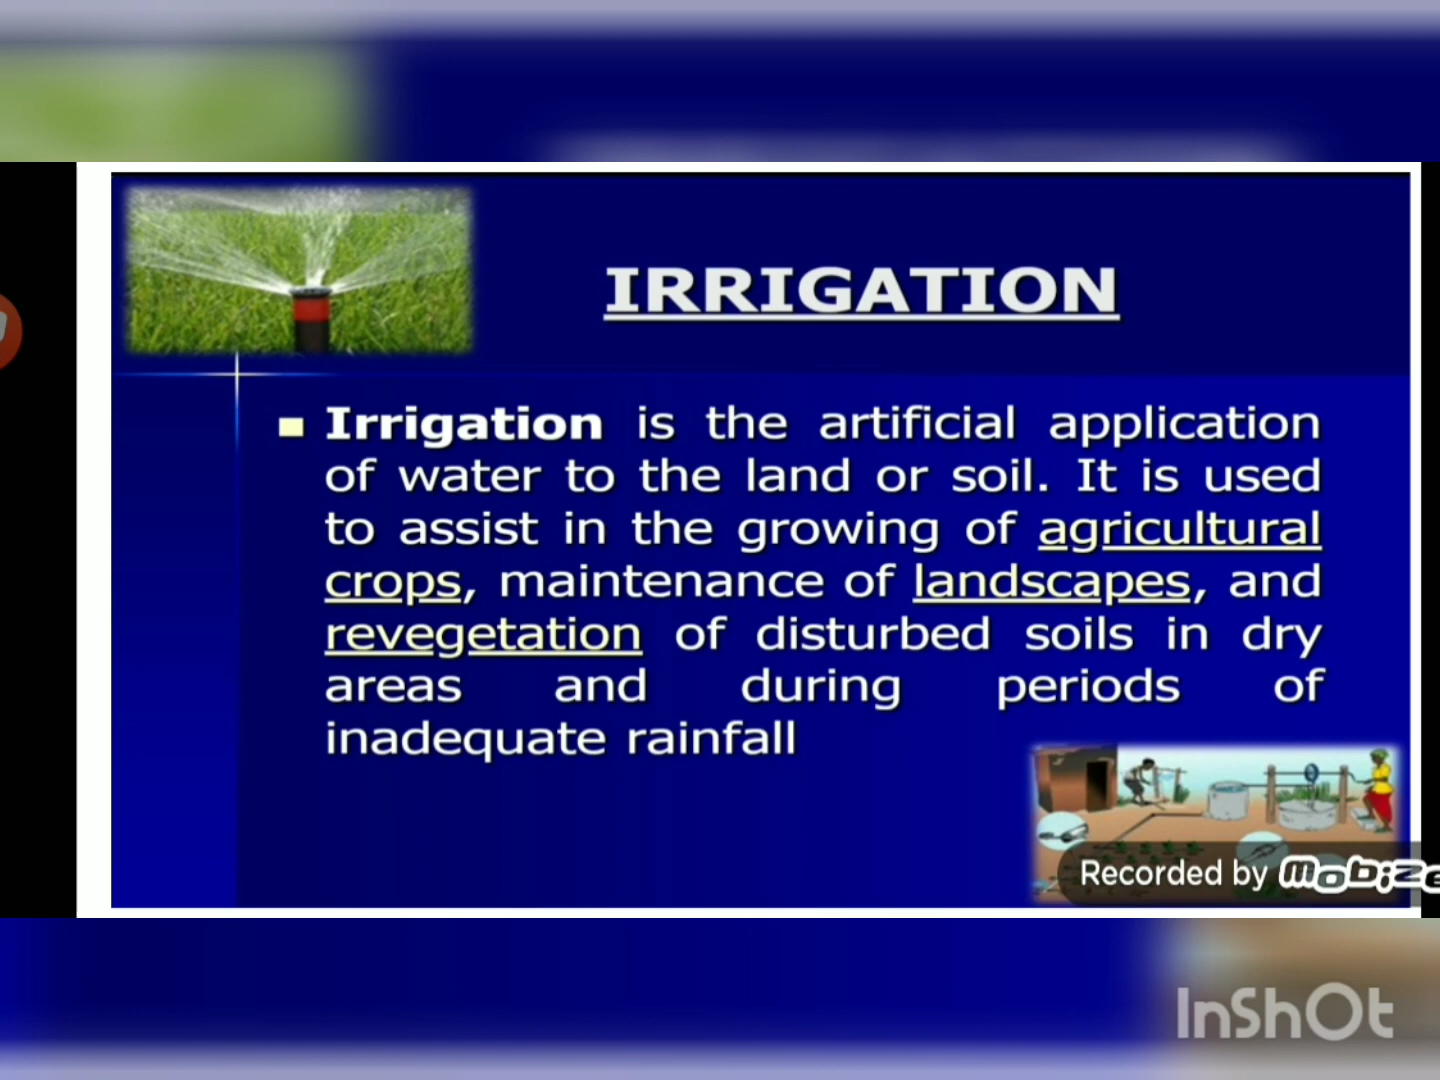 IRRIGATION
Irrigation is the artificial application
of water to the land or soil. It is used
to assist in the growing of agricultural
crops, maintenance of landscapes, and
revegetation of disturbed soils in dry
areas and during periods of
inadequate rainfall
Recorded by
InShOt